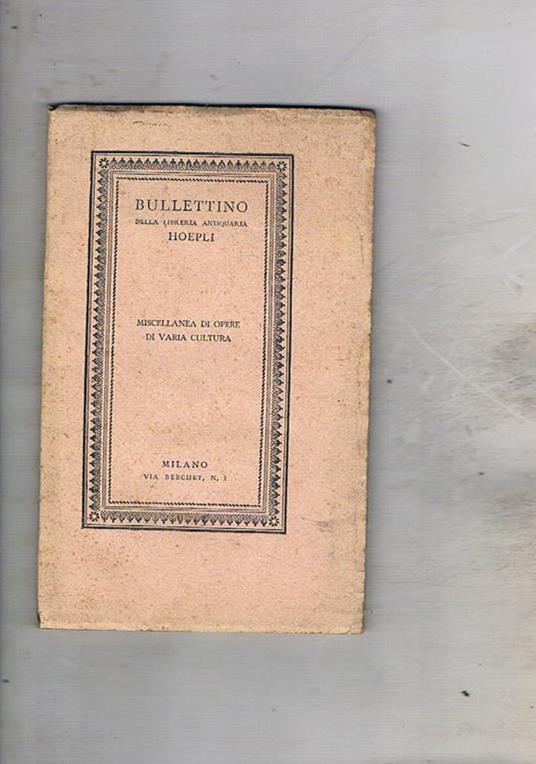 BULLETTINO
DELLA LIBRERIA ANTIQUARIA
HOEPLI
MISCELLANEA DI OPERE
DI VARIA CULTURA
MILANO
VIA BERCHET, N. 1